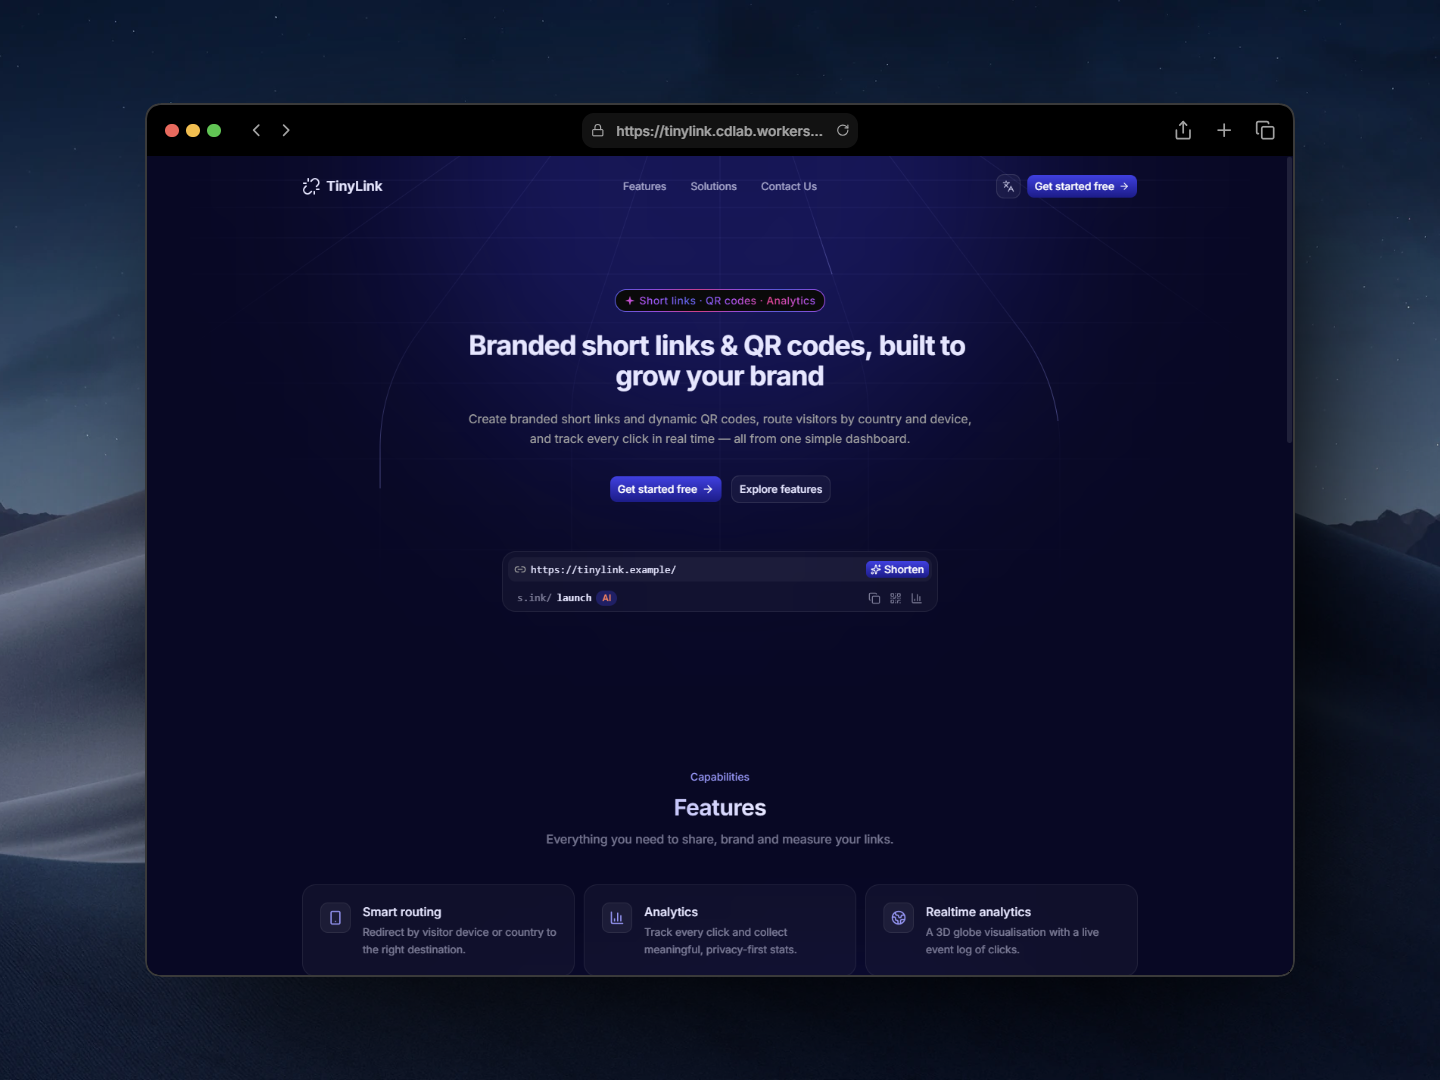 https://tinylink.cdlab.workers...
TinyLink
Features
Solutions
Contact Us
Get started free →
Short links · QR codes · Analytics
Branded short links & QR codes, built to
grow your brand
Create branded short links and dynamic QR codes, route visitors by country and device,
and track every click in real time — all from one simple dashboard.
Get started free →
Explore features
https://tinylink.example/
Shorten
s.ink/ launch AI
Capabilities
Features
Everything you need to share, brand and measure your links.
Smart routing
Redirect by visitor device or country to
the right destination.
Analytics
Track every click and collect
meaningful, privacy-first stats.
Realtime analytics
A 3D globe visualisation with a live
event log of clicks.